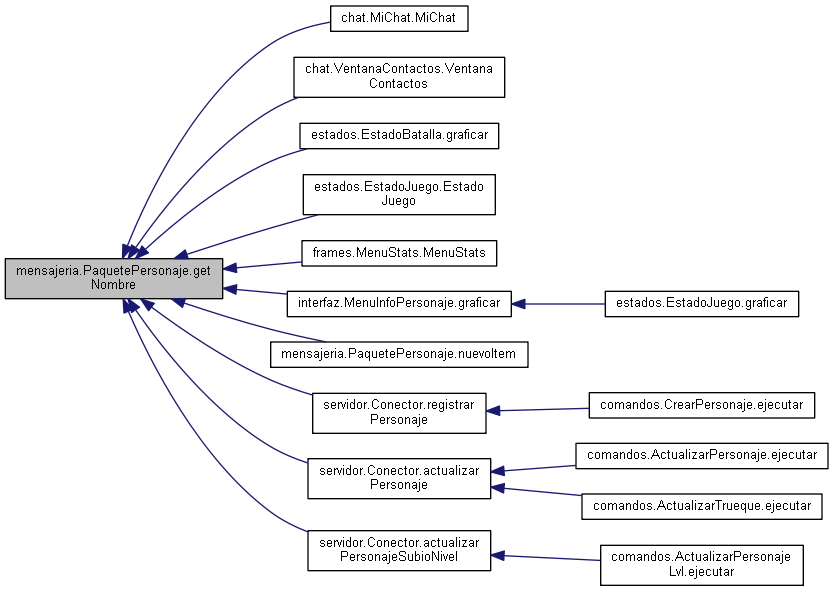 chat.MiChat.MiChat
chat.VentanaContactos.Ventana
Contactos
estados.EstadoBatalla.graficar
estados.EstadoJuego.Estado
Juego
mensajeria.PaquetePersonaje.get
Nombre
frames.MenuStats.MenuStats
interfaz.MenuInfoPersonaje.graficar
estados.EstadoJuego.graficar
mensajeria.PaquetePersonaje.nuevoItem
servidor.Conector.registrar
Personaje
comandos.CrearPersonaje.ejecutar
servidor.Conector.actualizar
Personaje
comandos.ActualizarPersonaje.ejecutar
comandos.ActualizarTrueque.ejecutar
servidor.Conector.actualizar
PersonajeSubioNivel
comandos.ActualizarPersonaje
Lvl.ejecutar